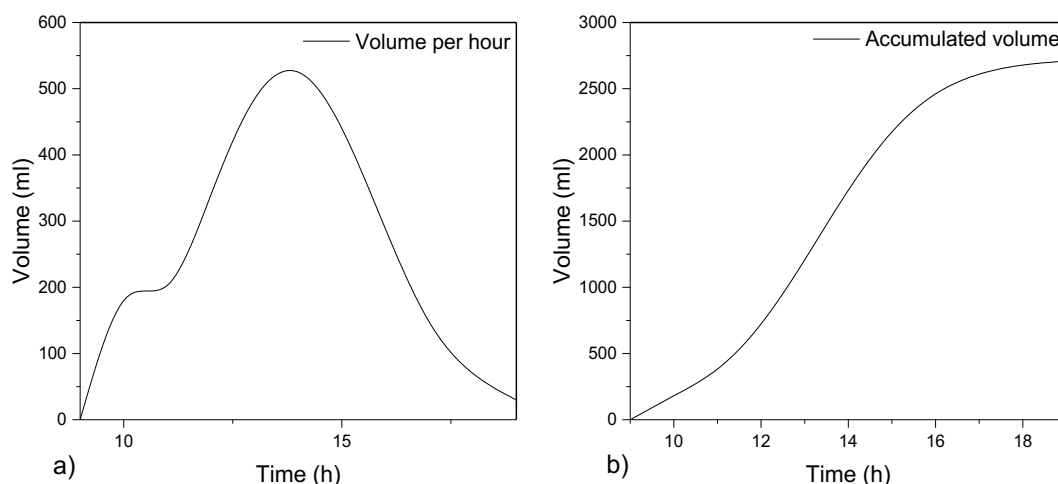 Volume per hour
600
500
400
300
200
100
0
Volume (ml)
10
15
Time (h)
a)
Accumulated volume
3000
2500
2000
1500
1000
500
0
Volume (ml)
10
12
14
16
18
Time (h)
b)